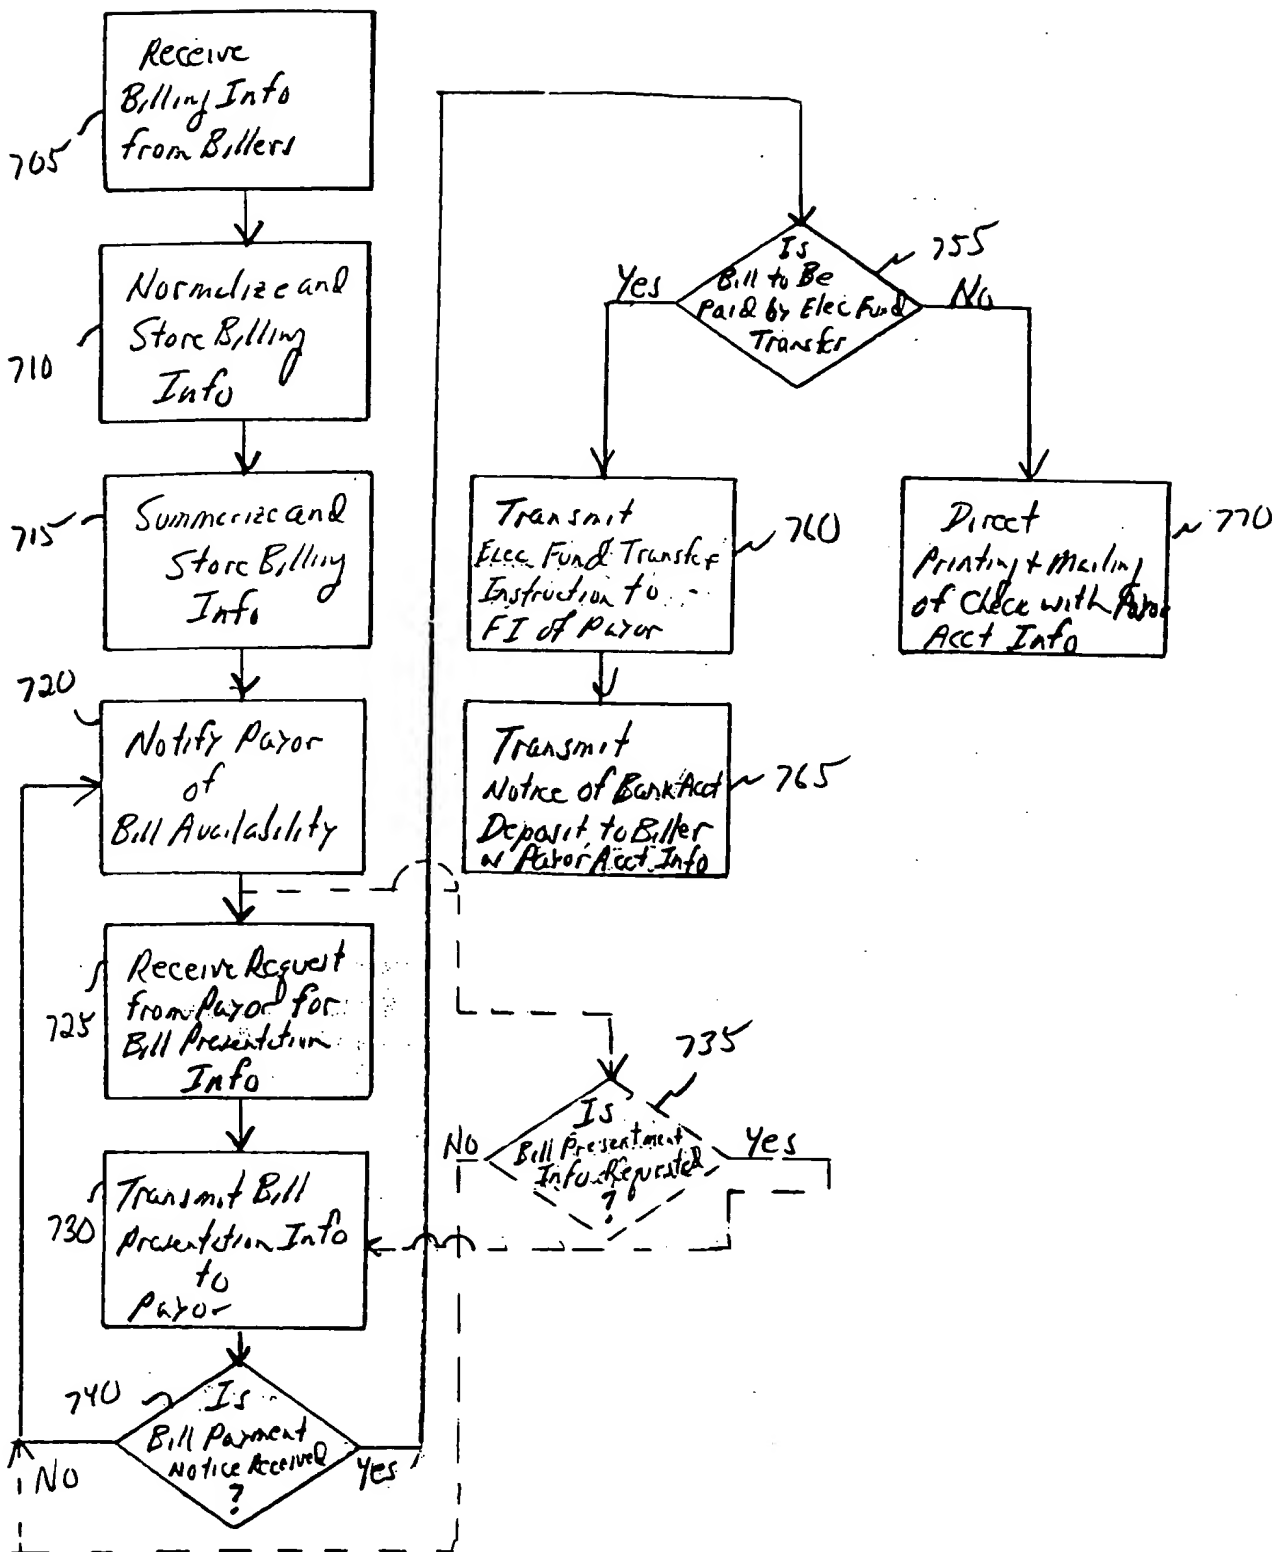 Receive
Billing Info
from Billers
705
Normalize and
Store Billing
Info
710
Summerize and
Store Billing
Info
715
720
Notify Payor
of
Bill Availability
Receive Request
from Payor for
Bill Presentation
Info
725
Transmit Bill
Presentation Info
to
Payor
730
740
Is
Bill Payment
Notice Received
?
No
Yes
Is
Bill to Be
Paid by Elec Fund
Transfer
755
Yes
No
Transmit
Elec Fund Transfer
Instruction to
FI of Payor
760
Direct
Printing + Mailing
of Check with Payor
Acct Info
770
Transmit
Notice of Bank Acct
Deposit to Biller
w Payor Acct Info
765
735
Is
Bill Presentment
Info Requested
?
No
Yes